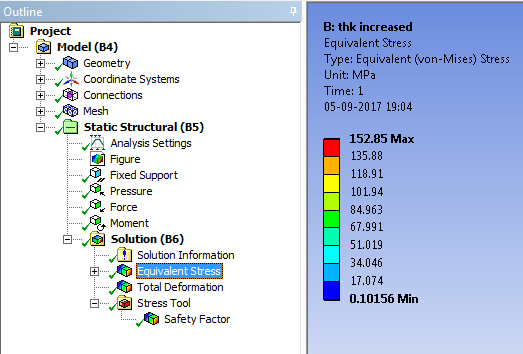 Outline
Project
Model (B4)
Geometry
Coordinate Systems
Connections
Mesh
Static Structural (B5)
Analysis Settings
Figure
Fixed Support
Pressure
Force
Moment
Solution (B6)
Solution Information
Equivalent Stress
Total Deformation
Stress Tool
Safety Factor
B: thk increased
Equivalent Stress
Type: Equivalent (von-Mises) Stress
Unit: MPa
Time: 1
05-09-2017 19:04
152.85 Max
135.88
118.91
101.94
84.963
67.991
51.019
34.046
17.074
0.10156 Min